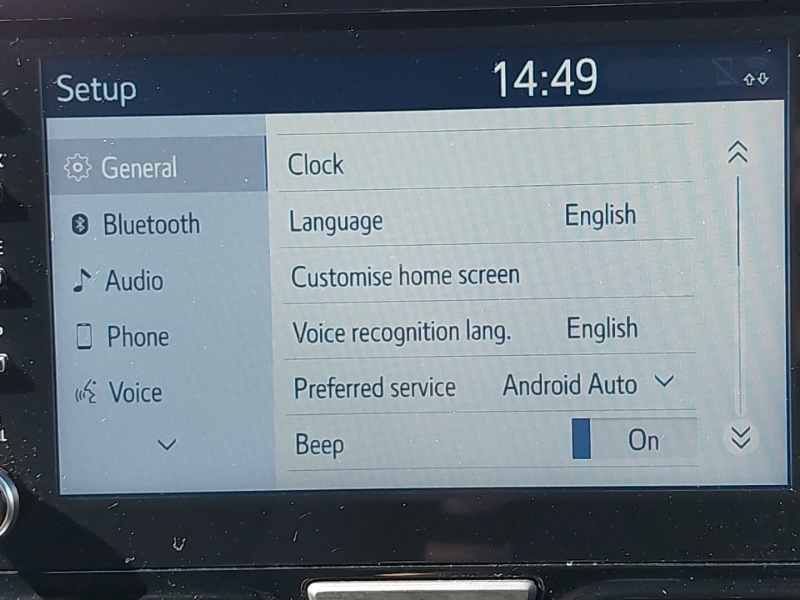 Setup
14:49
General
Bluetooth
Audio
Phone
Voice
Clock
Language English
Customise home screen
Voice recognition lang. English
Preferred service Android Auto
Beep On